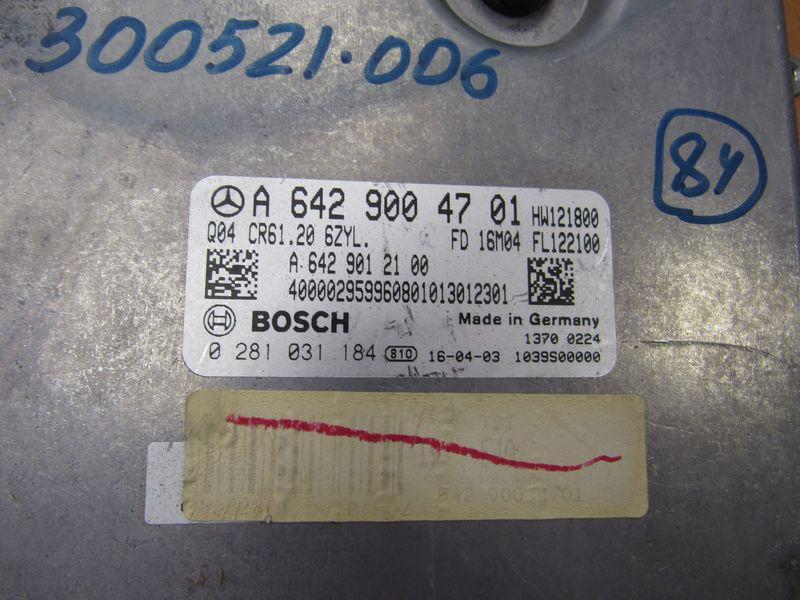 300521.006
84
A 642 900 47 01 HW121800
Q04 CR61.20 6ZYL. FD 16M04 FL122100
A 642 901 21 00
400002959960801013012301
BOSCH Made in Germany
1370 0224
0 281 031 184 810 16-04-03 1039S00000